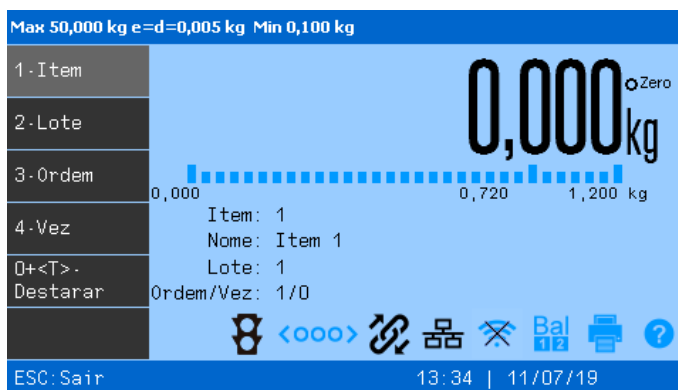 Max 50,000 kg e=d=0,005 kg Min 0,100 kg
1-Item
2-Lote
3-Ordem
4-Vez
0+<T>-
Destarar
0,000 kg
Zero
0,000 0,720 1,200 kg
Item: 1
Nome: Item 1
Lote: 1
Ordem/Vez: 1/0
<ooo>
Bal
1 2
?
ESC:Sair 13:34 | 11/07/19